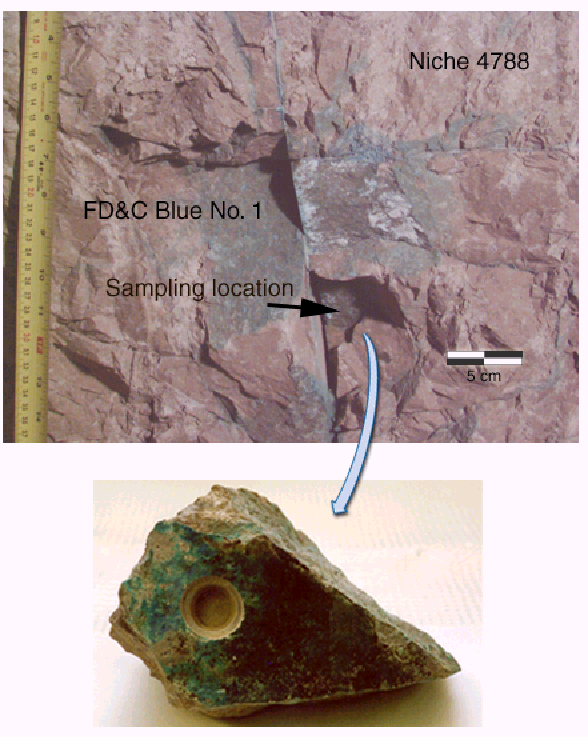 Niche 4788
FD&C Blue No. 1
Sampling location
5 cm